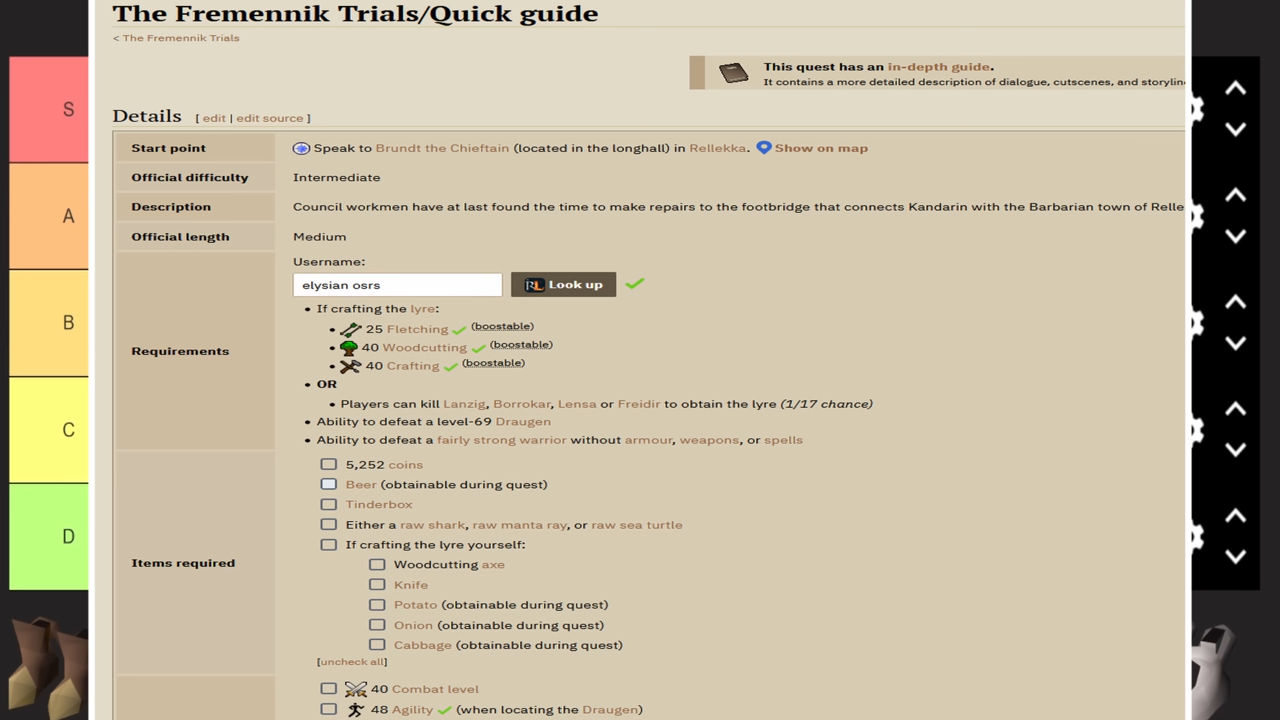 The Fremennik Trials/Quick guide
< The Fremennik Trials
This quest has an in-depth guide.
It contains a more detailed description of dialogue, cutscenes, and storylin
Details [ edit | edit source ]
Start point Speak to Brundt the Chieftain (located in the longhall) in Rellekka. Show on map
Official difficulty Intermediate
Description Council workmen have at last found the time to make repairs to the footbridge that connects Kandarin with the Barbarian town of Relle
Official length Medium
Requirements
Username:
elysian osrs RL Look up
• If crafting the lyre:
• 25 Fletching (boostable)
• 40 Woodcutting (boostable)
• 40 Crafting (boostable)
• OR
• Players can kill Lanzig, Borrokar, Lensa or Freidir to obtain the lyre (1/17 chance)
• Ability to defeat a level-69 Draugen
• Ability to defeat a fairly strong warrior without armour, weapons, or spells
Items required
5,252 coins
Beer (obtainable during quest)
Tinderbox
Either a raw shark, raw manta ray, or raw sea turtle
If crafting the lyre yourself:
Woodcutting axe
Knife
Potato (obtainable during quest)
Onion (obtainable during quest)
Cabbage (obtainable during quest)
[uncheck all]
40 Combat level
48 Agility (when locating the Draugen)
S
A
B
C
D